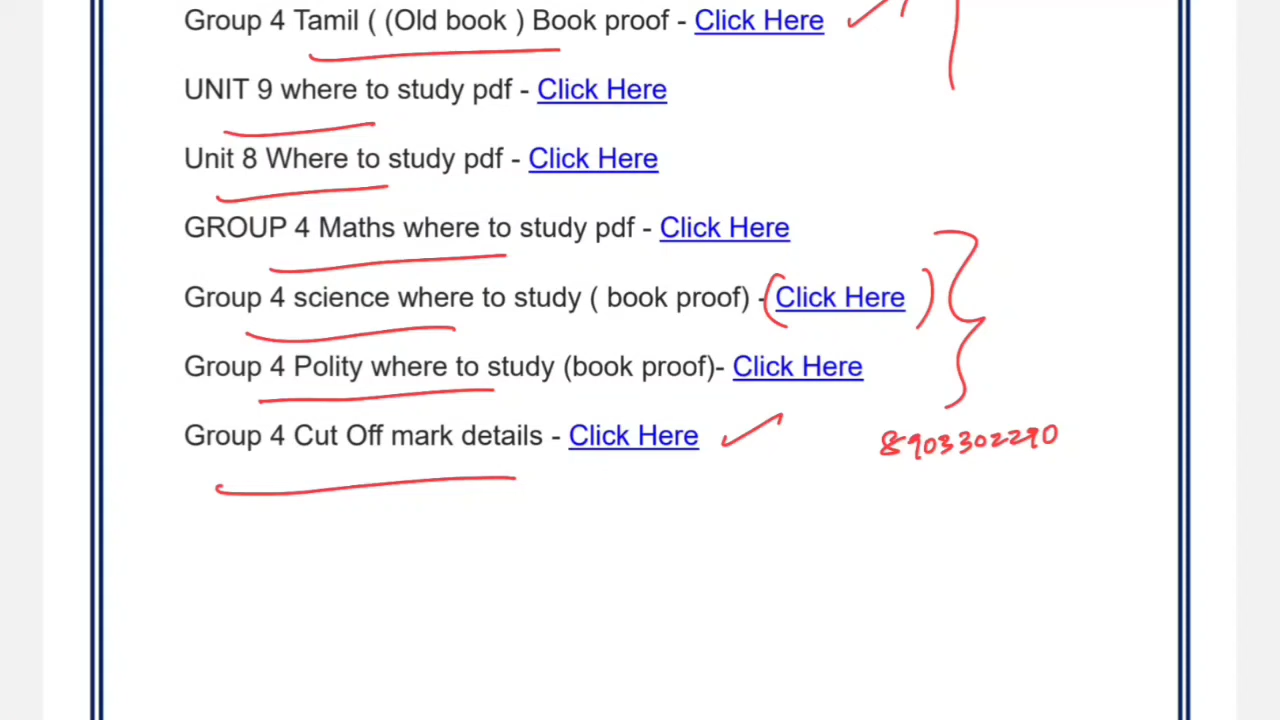 Group 4 Tamil ( (Old book ) Book proof - Click Here
UNIT 9 where to study pdf - Click Here
Unit 8 Where to study pdf - Click Here
GROUP 4 Maths where to study pdf - Click Here
Group 4 science where to study ( book proof) - Click Here
Group 4 Polity where to study (book proof)- Click Here
Group 4 Cut Off mark details - Click Here
8903302290